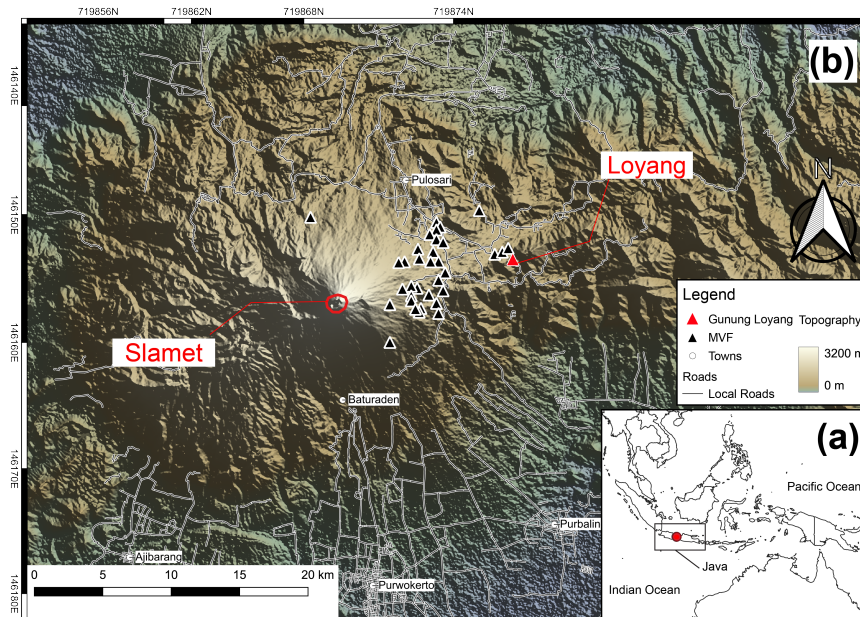 719856N
719862N
719868N
719874N
(b)
146140E
146150E
146160E
146170E
146180E
Loyang
Pulosari
N
Slamet
Baturaden
Legend
Gunung Loyang
Topography
MVF
3200 m
Towns
Roads
0 m
Local Roads
(a)
Pacific Ocean
Java
Indian Ocean
Purbalin
Ajibarang
Purwokerto
0 5 10 15 20 km